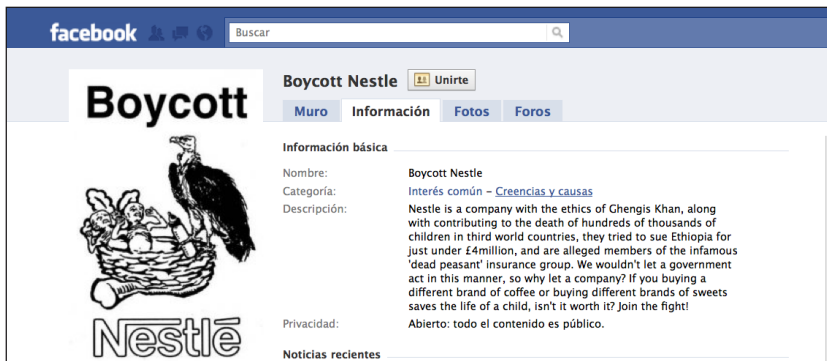 facebook
Buscar
Boycott Nestle
Unirte
Muro Información Fotos Foros
Boycott
Nestlē
Información básica
Nombre: Boycott Nestle
Categoría: Interés común – Creencias y causas
Descripción: Nestle is a company with the ethics of Ghengis Khan, along
with contributing to the death of hundreds of thousands of
children in third world countries, they tried to sue Ethiopia for
just under £4million, and are alleged members of the infamous
'dead peasant' insurance group. We wouldn't let a government
act in this manner, so why let a company? If you buying a
different brand of coffee or buying different brands of sweets
saves the life of a child, isn't it worth it? Join the fight!
Privacidad: Abierto: todo el contenido es público.
Noticias recientes